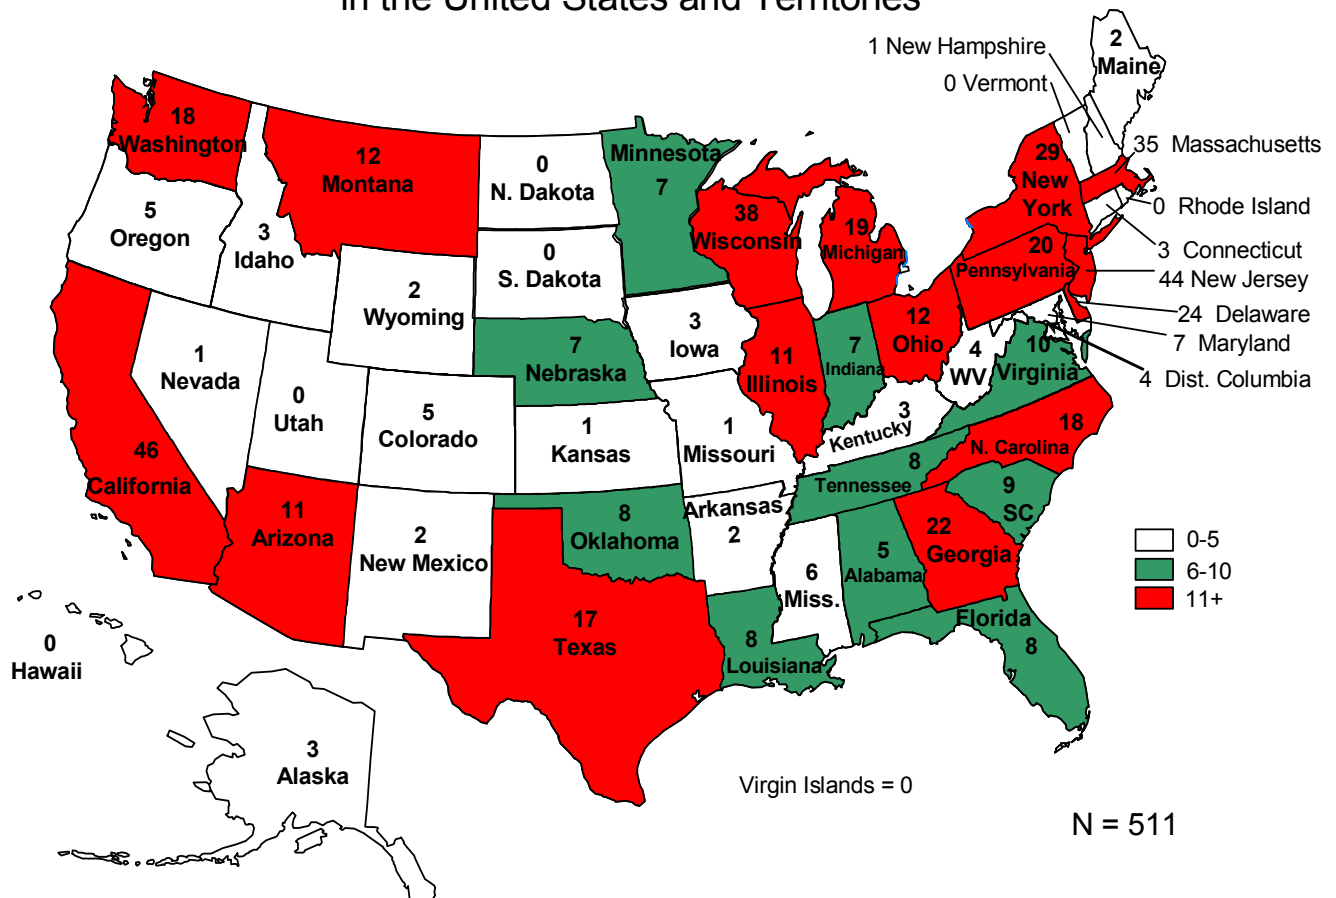 in the United States and Territories
2
Maine
1 New Hampshire
0 Vermont
18
Washington
12
Montana
0
N. Dakota
Minnesota
7
35 Massachusetts
29
New
York
0 Rhode Island
5
Oregon
3
Idaho
38
Wisconsin
19
Michigan
3 Connecticut
0
S. Dakota
20
Pennsylvania
44 New Jersey
2
Wyoming
24 Delaware
7 Maryland
4 Dist. Columbia
3
Iowa
12
Ohio
1
Nevada
7
Nebraska
11
Illinois
7
Indiana
4
WV
10
Virginia
0
Utah
5
Colorado
1
Kansas
1
Missouri
3
Kentucky
18
N. Carolina
46
California
8
Tennessee
11
Arizona
2
New Mexico
8
Oklahoma
Arkansas
2
9
SC
22
Georgia
5
Alabama
6
Miss.
0-5
6-10
11+
17
Texas
8
Louisiana
Florida
8
0
Hawaii
3
Alaska
Virgin Islands = 0
N = 511